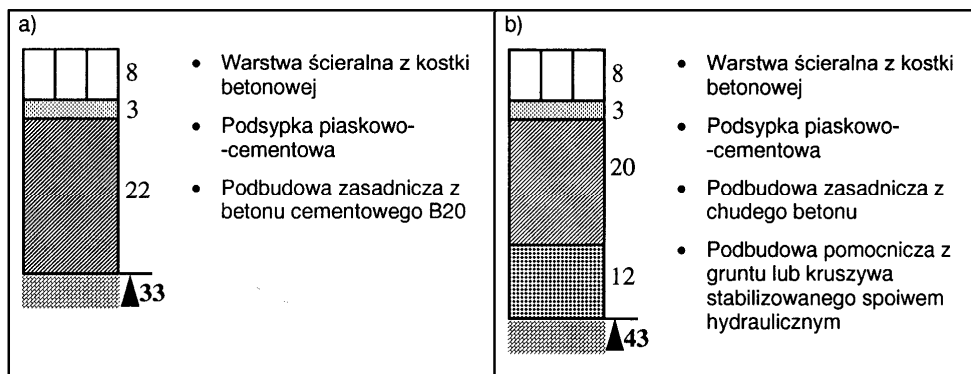 a)
8
3
22
33
• Warstwa ścieralna z kostki
betonowej
• Podsypka piaskowo-
-cementowa
• Podbudowa zasadnicza z
betonu cementowego B20
b)
8
3
20
12
43
• Warstwa ścieralna z kostki
betonowej
• Podsypka piaskowo-
-cementowa
• Podbudowa zasadnicza z
chudego betonu
• Podbudowa pomocnicza z
gruntu lub kruszywa
stabilizowanego spoiwem
hydraulicznym